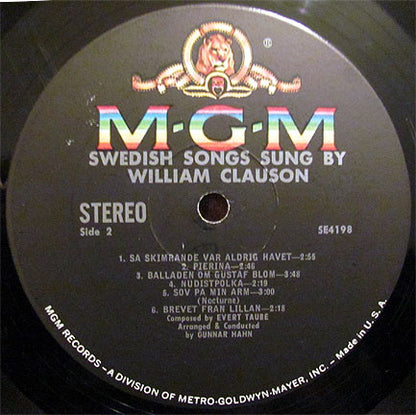 ®
M-G-M
SWEDISH SONGS SUNG BY
WILLIAM CLAUSON
STEREO
Side 2
SE4198
1. SA SKIMRANDE VAR ALDRIG HAVET—2:55
2. PIERINA—2:46
3. BALLADEN OM GUSTAF BLOM—3:48
4. NUDISTPOLKA—2:19
5. SOV PA MIN ARM—3:00
(Nocturne)
6. BREVET FRAN LILLAN—2:18
Composed by EVERT TAUBE
Arranged & Conducted
by GUNNAR HAHN
MGM RECORDS – A DIVISION OF METRO-GOLDWYN-MAYER, INC. – Made in U.S.A.